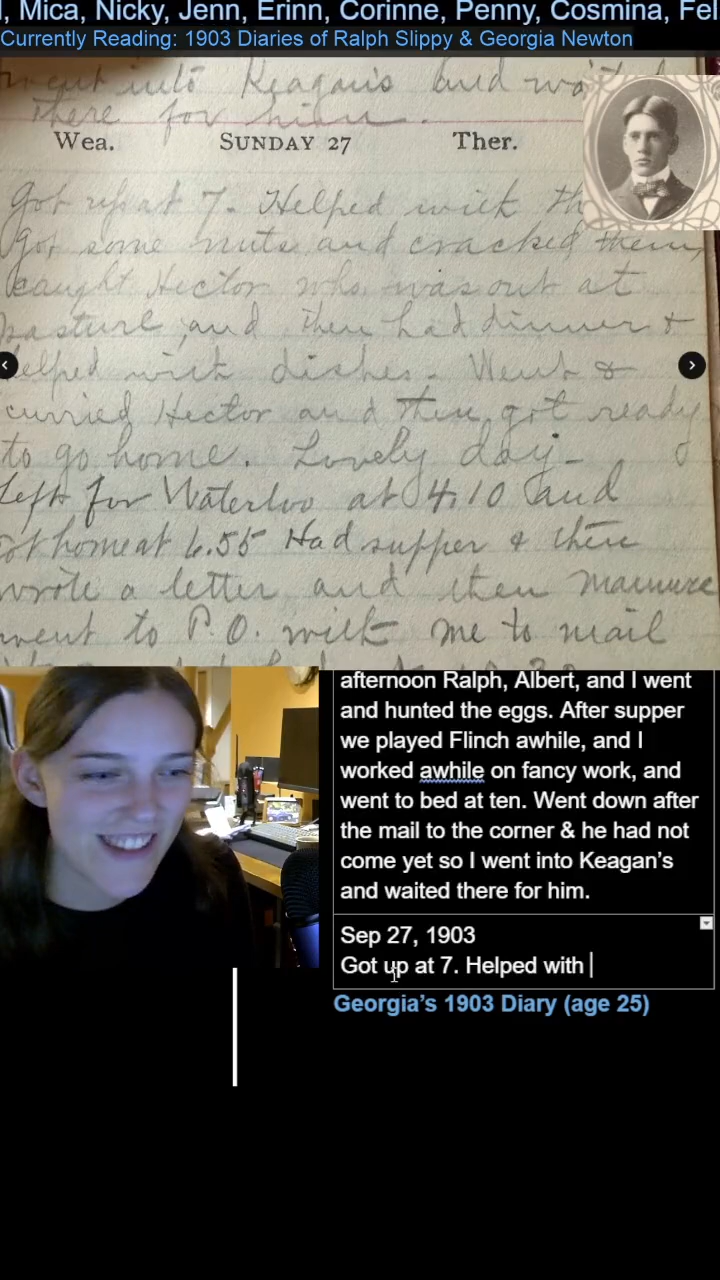 Mica, Nicky, Jenn, Erinn, Corinne, Penny, Cosmina, Fel
Currently Reading: 1903 Diaries of Ralph Slippy & Georgia Newton
went into Keagan's and
there for him.
Wea. SUNDAY 27 Ther.
Got up at 7. Helped with
Got some nuts and cracked them,
caught Hector who was out at
pasture, and then had dinner &
helped with dishes. Went &
curried Hector and then got ready
to go home. Lovely day-
Left for Waterloo at 4:10 and
Got home at 6.55 Had supper & then
wrote a letter and then
went to P.O. with me to mail
afternoon Ralph, Albert, and I went
and hunted the eggs. After supper
we played Flinch awhile, and I
worked awhile on fancy work, and
went to bed at ten. Went down after
the mail to the corner & he had not
come yet so I went into Keagan's
and waited there for him.
Sep 27, 1903
Got up at 7. Helped with
Georgia's 1903 Diary (age 25)